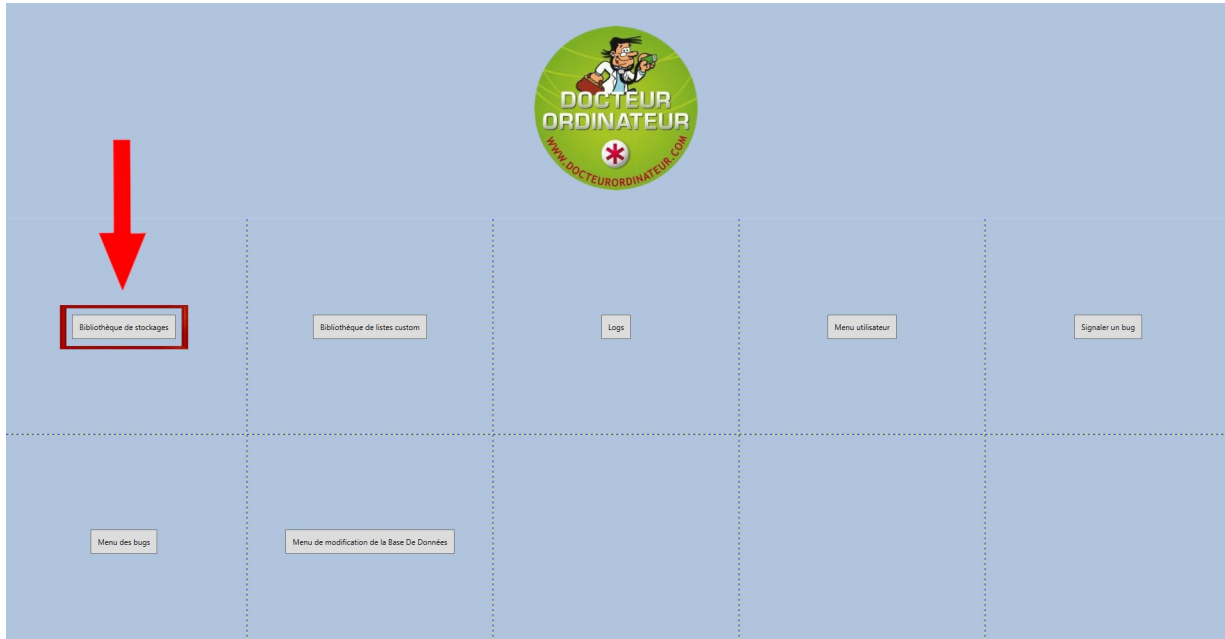 DOCTEUR
ORDINATEUR
WWW.DOCTEURORDINATEUR.COM
Bibliothèque de stockages
Bibliothèque de listes custom
Logs
Menu utilisateur
Signaler un bug
Menu des bugs
Menu de modification de la Base De Données